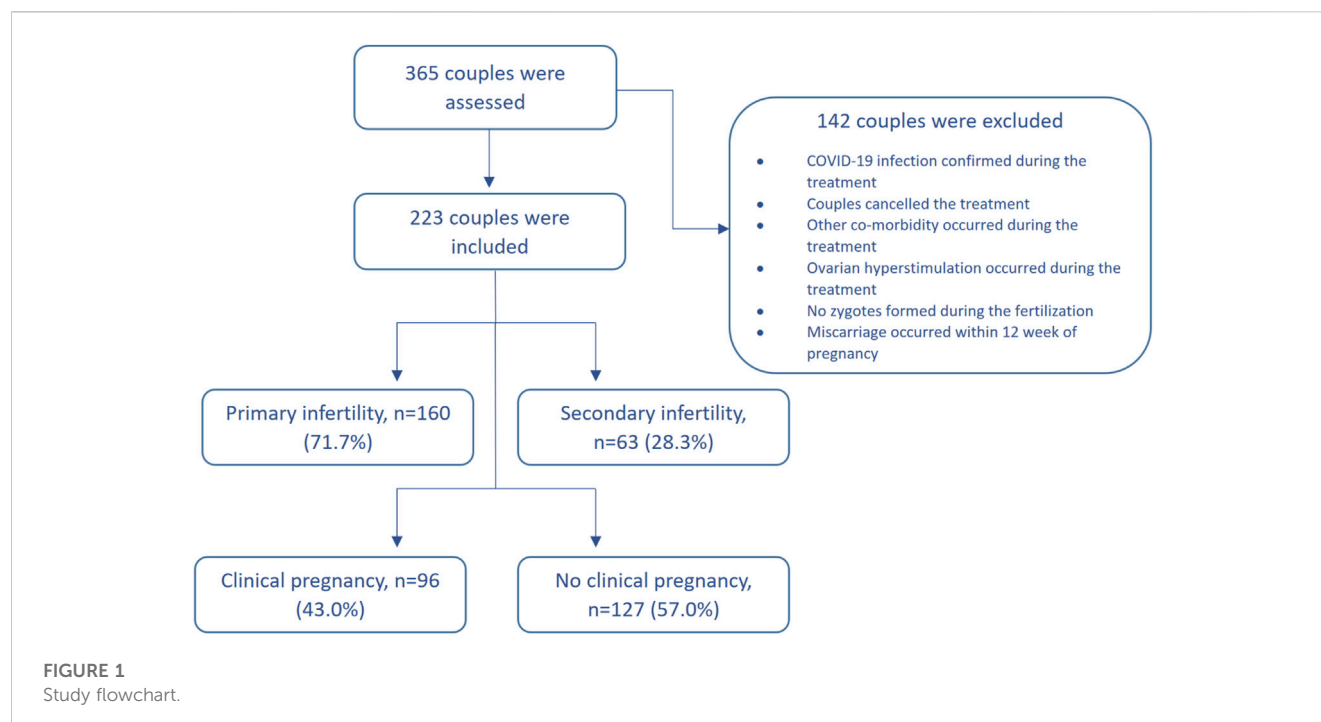 365 couples were
assessed
142 couples were excluded
• COVID-19 infection confirmed during the
treatment
• Couples cancelled the treatment
• Other co-morbidity occurred during the
treatment
• Ovarian hyperstimulation occurred during the
treatment
• No zygotes formed during the fertilization
• Miscarriage occurred within 12 week of
pregnancy
223 couples were
included
Primary infertility, n=160
(71.7%)
Secondary infertility,
n=63 (28.3%)
Clinical pregnancy, n=96
(43.0%)
No clinical pregnancy,
n=127 (57.0%)
FIGURE 1
Study flowchart.